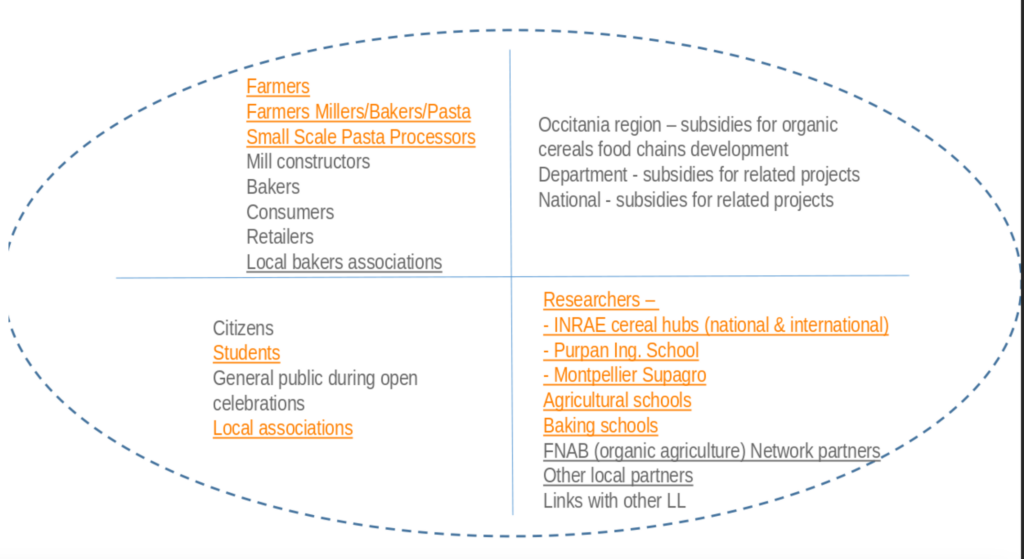 Farmers
Farmers Millers/Bakers/Pasta
Small Scale Pasta Processors
Mill constructors
Bakers
Consumers
Retailers
Local bakers associations
Occitania region – subsidies for organic
cereals food chains development
Department - subsidies for related projects
National - subsidies for related projects
Citizens
Students
General public during open
celebrations
Local associations
Researchers –
- INRAE cereal hubs (national & international)
- Purpan Ing. School
- Montpellier Supagro
Agricultural schools
Baking schools
FNAB (organic agriculture) Network partners
Other local partners
Links with other LL